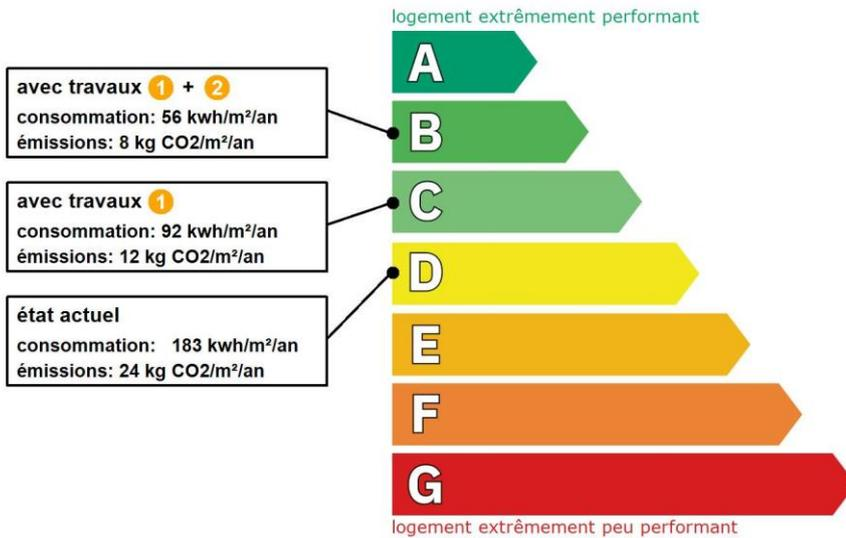 logement extrêmement performant
A
avec travaux 1 + 2
consommation: 56 kwh/m²/an
émissions: 8 kg CO2/m²/an
B
avec travaux 1
consommation: 92 kwh/m²/an
émissions: 12 kg CO2/m²/an
C
état actuel
consommation: 183 kwh/m²/an
émissions: 24 kg CO2/m²/an
D
E
F
G
logement extrêmement peu performant